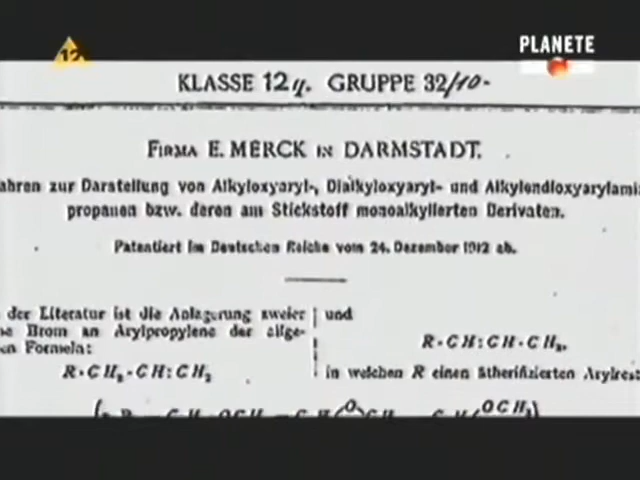 12
PLANETE
KLASSE 12q. GRUPPE 32/10-
FIRMA E. MERCK IN DARMSTADT.
ahren zur Darstellung von Alkyloxyaryl-, Dialkyloxyaryl- und Alkylendioxyarylami
propanen bzw. deren am Stickstoff monoalkylierten Derivaten.
Patentiert im Deutschen Reiche vom 24. Dezember 1912 ab.
der Literatur ist die Anlagerung zweier
Brom an Arylpropylene der allge-
en Formeln:
R·CH₂·CH:CH₂
und
R·CH:CH·CH₃,
in welchen R einen ätherifizierten Arylrest